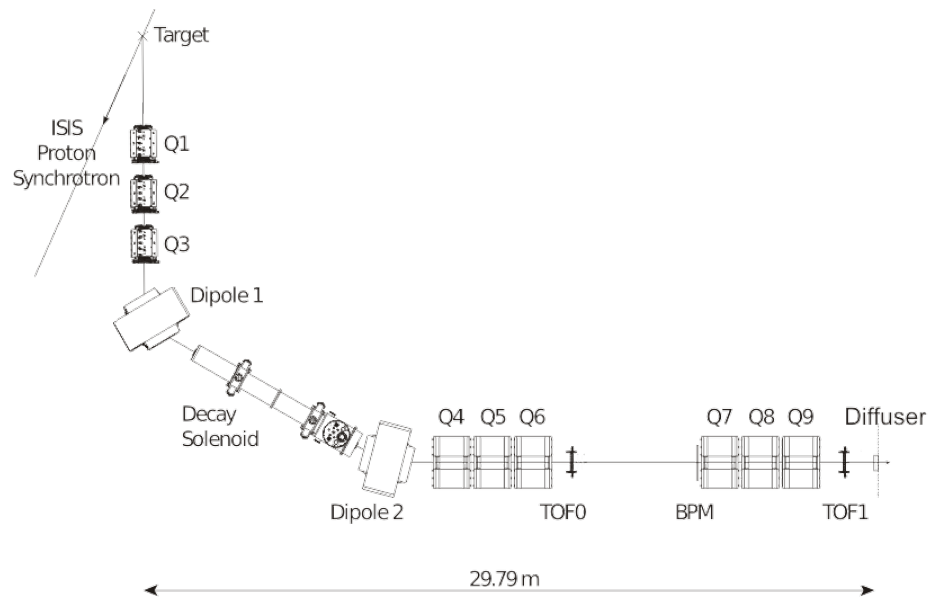 Target
ISIS
Proton
Synchrotron
Q1
Q2
Q3
Dipole 1
Decay
Solenoid
Dipole 2
Q4 Q5 Q6
TOF0
BPM
Q7 Q8 Q9
Diffuser
TOF1
29.79 m